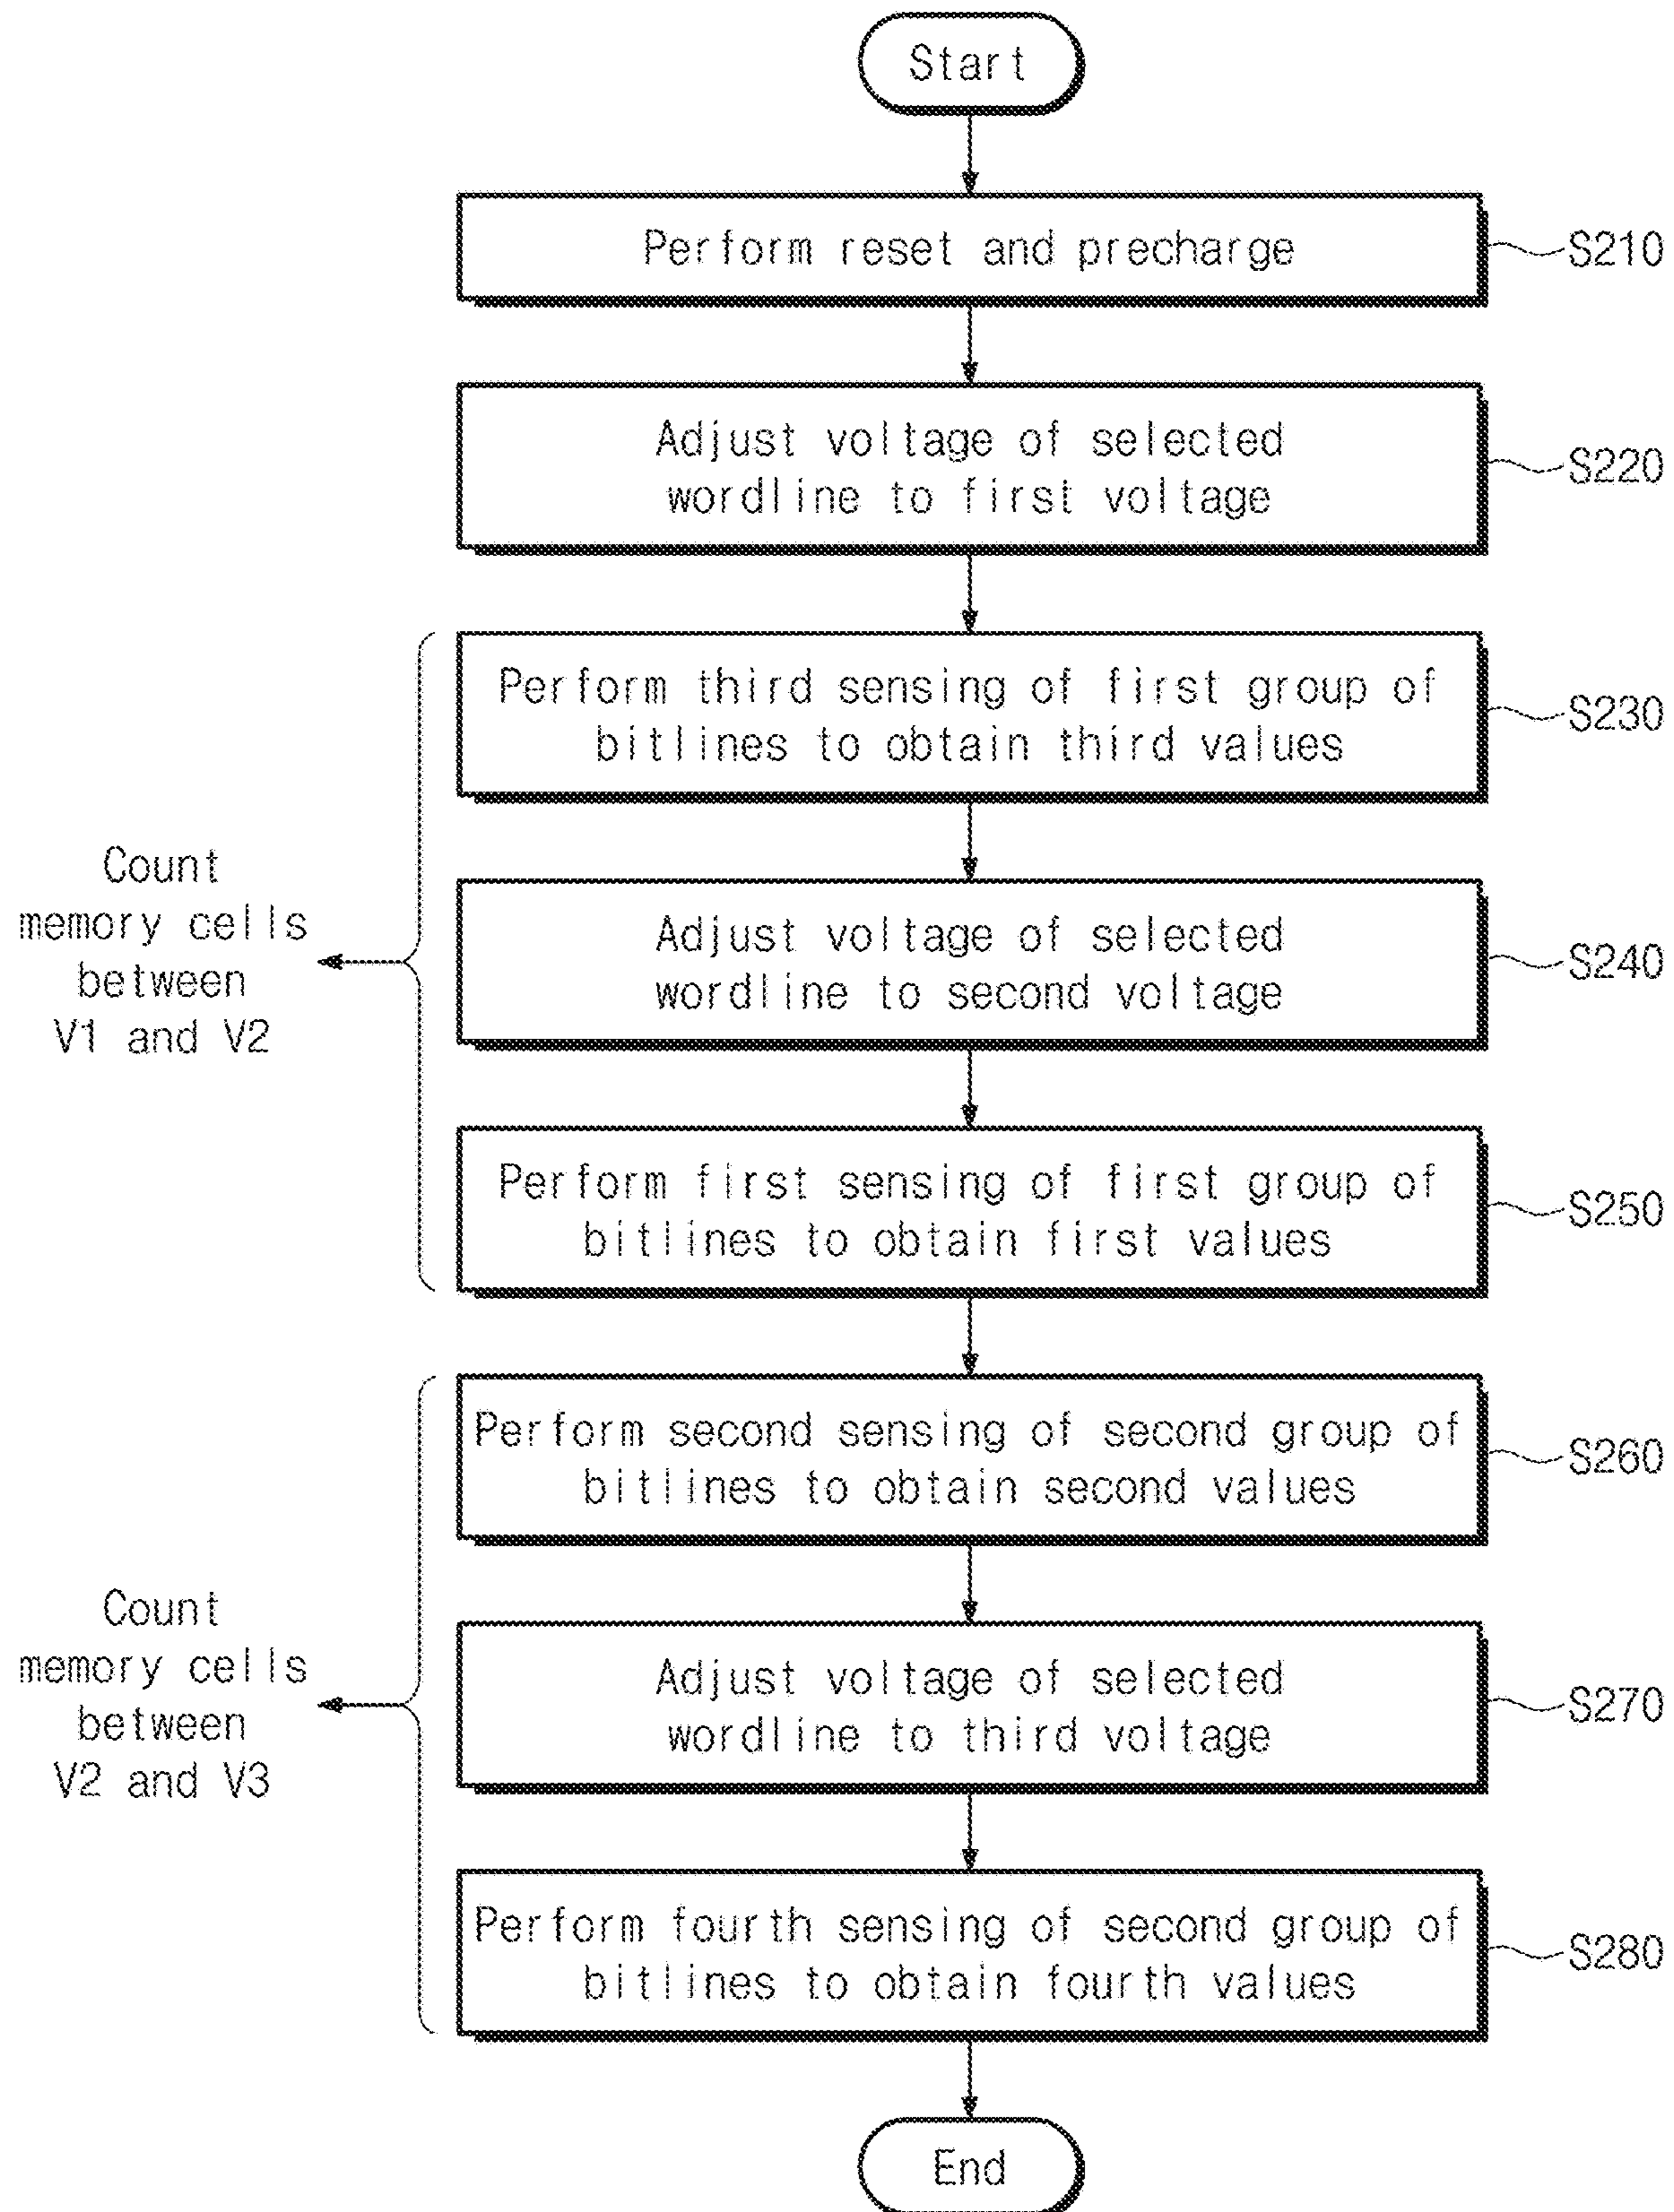 Start
Perform reset and precharge
S210
Adjust voltage of selected
wordline to first voltage
S220
Perform third sensing of first group of
bitlines to obtain third values
S230
Count
memory cells
between
V1 and V2
Adjust voltage of selected
wordline to second voltage
S240
Perform first sensing of first group of
bitlines to obtain first values
S250
Perform second sensing of second group of
bitlines to obtain second values
S260
Count
memory cells
between
V2 and V3
Adjust voltage of selected
wordline to third voltage
S270
Perform fourth sensing of second group of
bitlines to obtain fourth values
S280
End